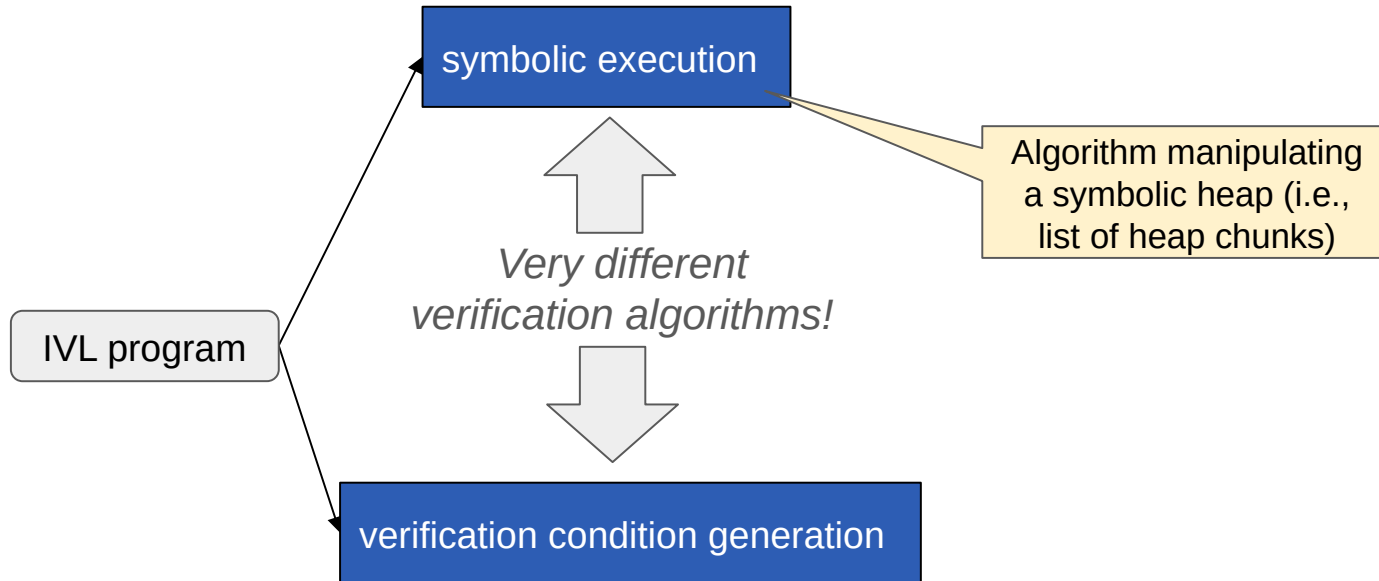 symbolic execution
Algorithm manipulating
a symbolic heap (i.e.,
list of heap chunks)
Very different
verification algorithms!
IVL program
verification condition generation